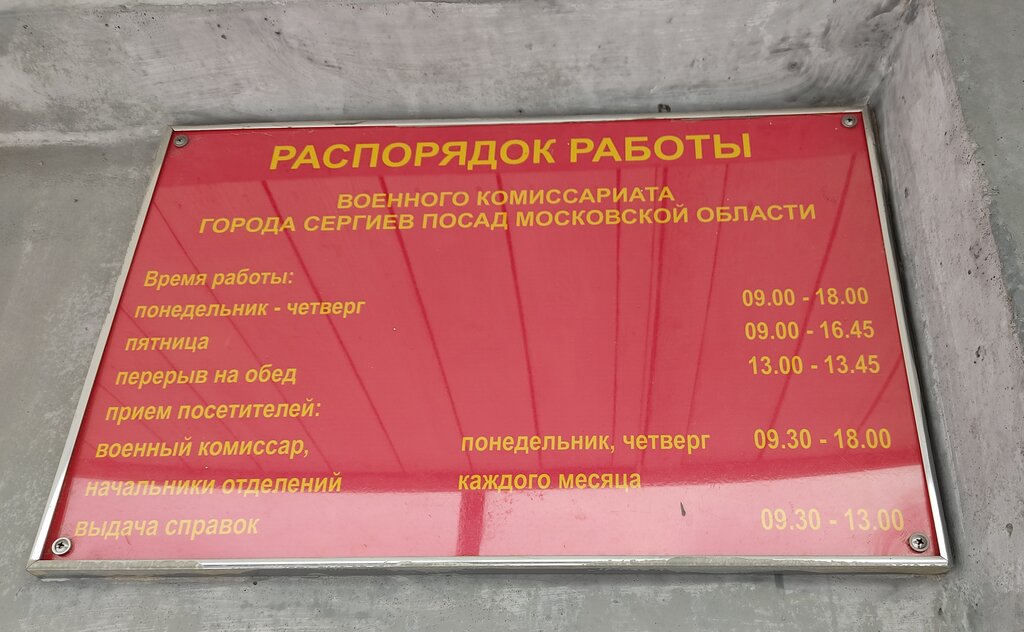 РАСПОРЯДОК РАБОТЫ
ВОЕННОГО КОМИССАРИАТА
ГОРОДА СЕРГИЕВ ПОСАД МОСКОВСКОЙ ОБЛАСТИ
Время работы:
понедельник - четверг 09.00 - 18.00
пятница 09.00 - 16.45
перерыв на обед 13.00 - 13.45
прием посетителей:
военный комиссар, понедельник, четверг 09.30 - 18.00
начальники отделений каждого месяца
выдача справок 09.30 - 13.00